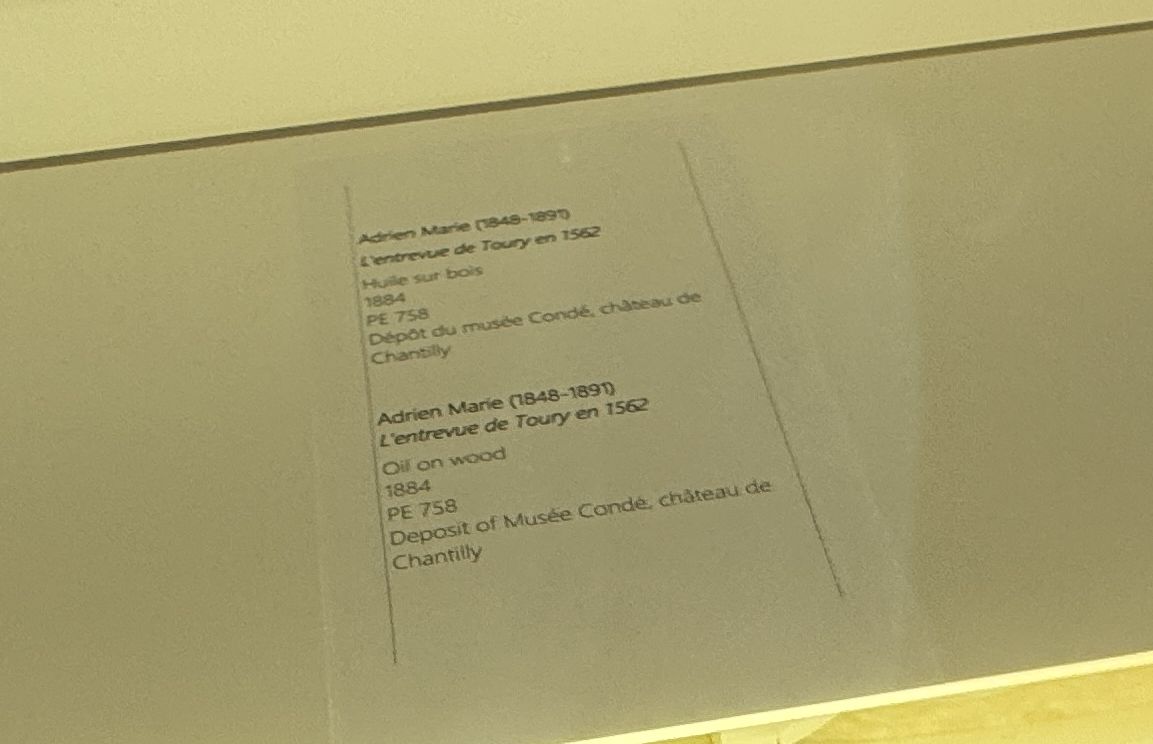 Adrien Marie (1848-1891)
L'entrevue de Toury en 1562
Huile sur bois
1884
PE 758
Dépôt du musée Condé, château de
Chantilly
Adrien Marie (1848-1891)
L'entrevue de Toury en 1562
Oil on wood
1884
PE 758
Deposit of Musée Condé, château de
Chantilly